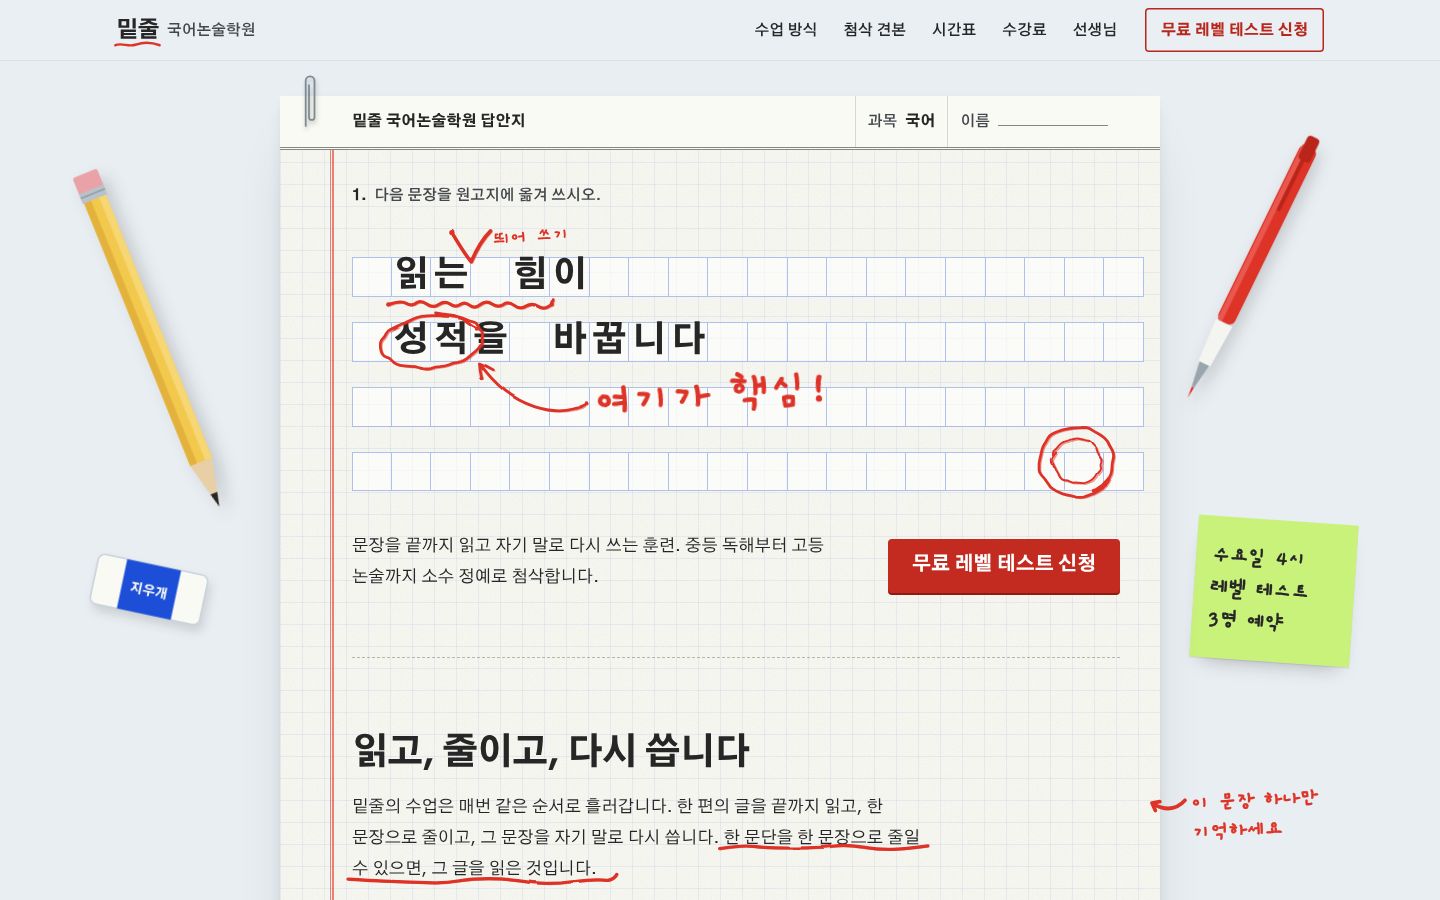 밑줄 국어논술학원
수업 방식 첨삭 견본 시간표 수강료 선생님 무료 레벨 테스트 신청
밑줄 국어논술학원 답안지 과목 국어 이름
1. 다음 문장을 원고지에 옮겨 쓰시오.
띄어 쓰기
읽는 힘이
성적을 바꿉니다
여기가 핵심!
문장을 끝까지 읽고 자기 말로 다시 쓰는 훈련. 중등 독해부터 고등
논술까지 소수 정예로 첨삭합니다.
무료 레벨 테스트 신청
지우개
수요일 4시
레벨 테스트
3명 예약
읽고, 줄이고, 다시 씁니다
밑줄의 수업은 매번 같은 순서로 흘러갑니다. 한 편의 글을 끝까지 읽고, 한
문장으로 줄이고, 그 문장을 자기 말로 다시 씁니다. 한 문단을 한 문장으로 줄일
수 있으면, 그 글을 읽은 것입니다.
이 문장 하나만
기억하세요